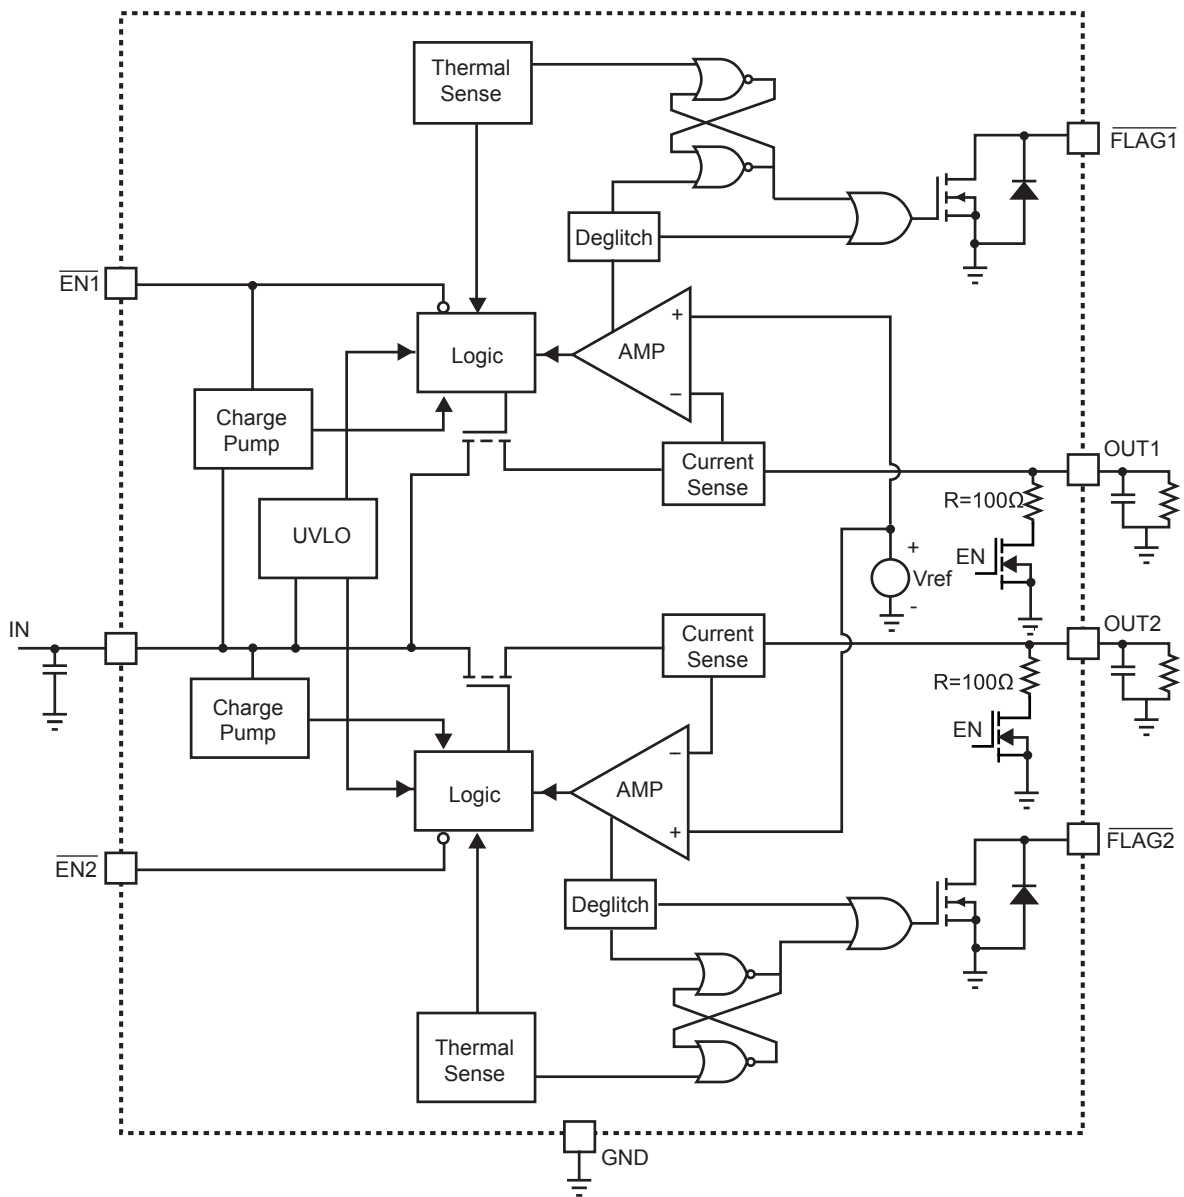 Thermal
Sense
FLAG1
Deglitch
EN1
+
AMP
Logic
−
Charge
Pump
Current
Sense
OUT1
R=100Ω
UVLO
EN
+
Vref
-
IN
Current
Sense
OUT2
R=100Ω
Charge
Pump
EN
−
AMP
Logic
+
FLAG2
EN2
Deglitch
Thermal
Sense
GND